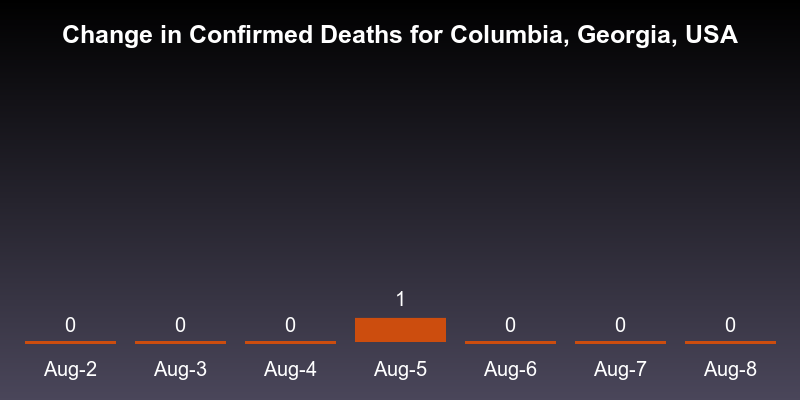 Change in Confirmed Deaths for Columbia, Georgia, USA
0 0 0 1 0 0 0
Aug-2 Aug-3 Aug-4 Aug-5 Aug-6 Aug-7 Aug-8